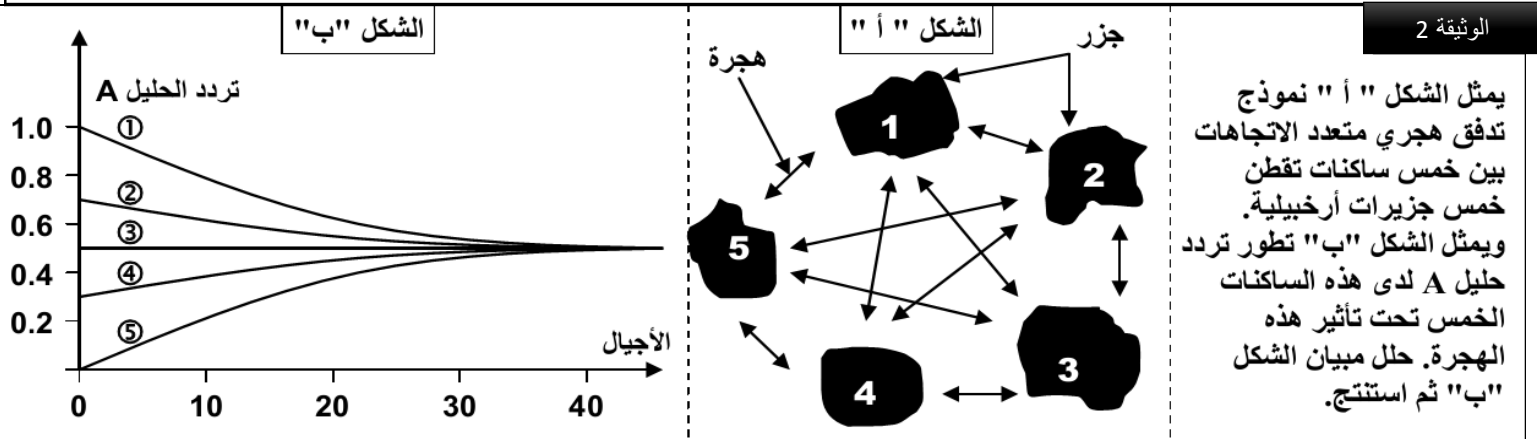 الوثيقة 2
يمثل الشكل " أ " نموذج
تدفق هجري متعدد الاتجاهات
بين خمس ساكنات تقطن
خمس جزيرات أرخبيلية.
ويمثل الشكل "ب" تطور تردد
حليل A لدى هذه الساكنات
الخمس تحت تأثير هذه
الهجرة. حلل مبيان الشكل
"ب" ثم استنتج.
الشكل " أ "
جزر
هجرة
1
2
5
3
4
الشكل "ب"
تردد الحليل A
1.0
0.8
0.6
0.4
0.2
①
②
③
④
⑤
الأجيال
0 10 20 30 40